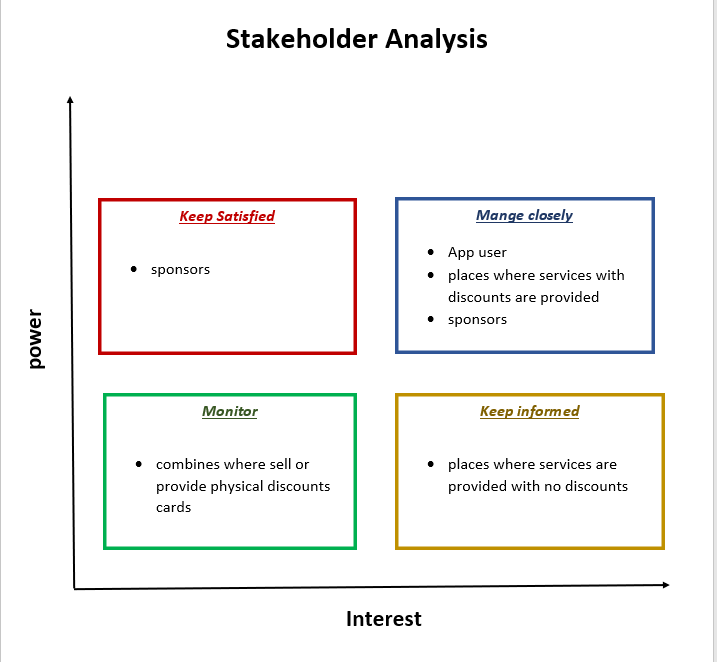 Stakeholder Analysis
Keep Satisfied
• sponsors
Mange closely
• App user
• places where services with
discounts are provided
• sponsors
power
Monitor
• combines where sell or
provide physical discounts
cards
Keep informed
• places where services are
provided with no discounts
Interest